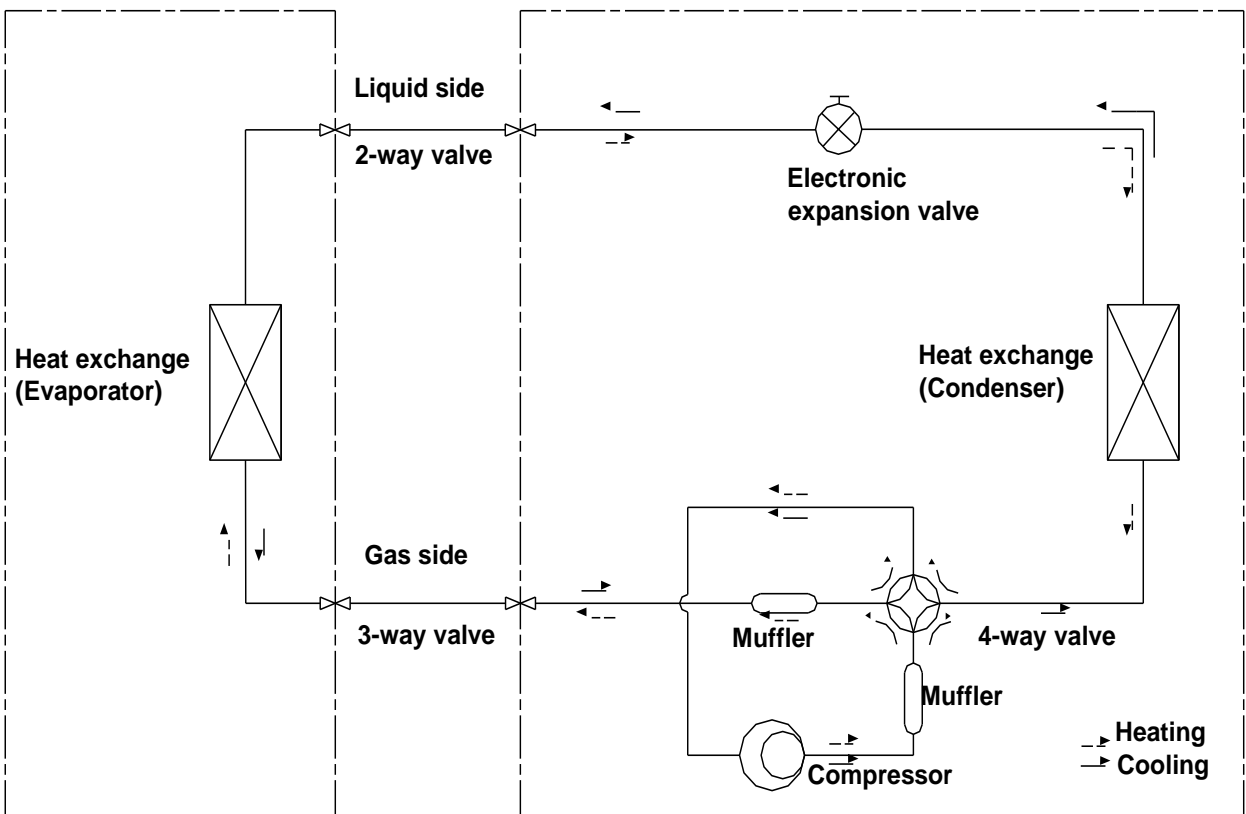 Liquid side
2-way valve
Electronic
expansion valve
Heat exchange
(Evaporator)
Heat exchange
(Condenser)
Gas side
3-way valve
Muffler
4-way valve
Muffler
Compressor
Heating
Cooling